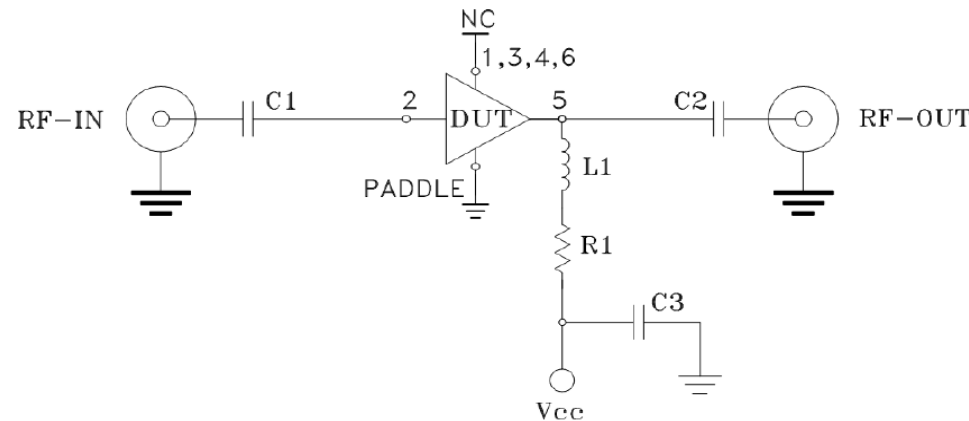 NC
1,3,4,6
RF-IN
C1
2
DUT
5
C2
RF-OUT
PADDLE
L1
R1
C3
Vcc